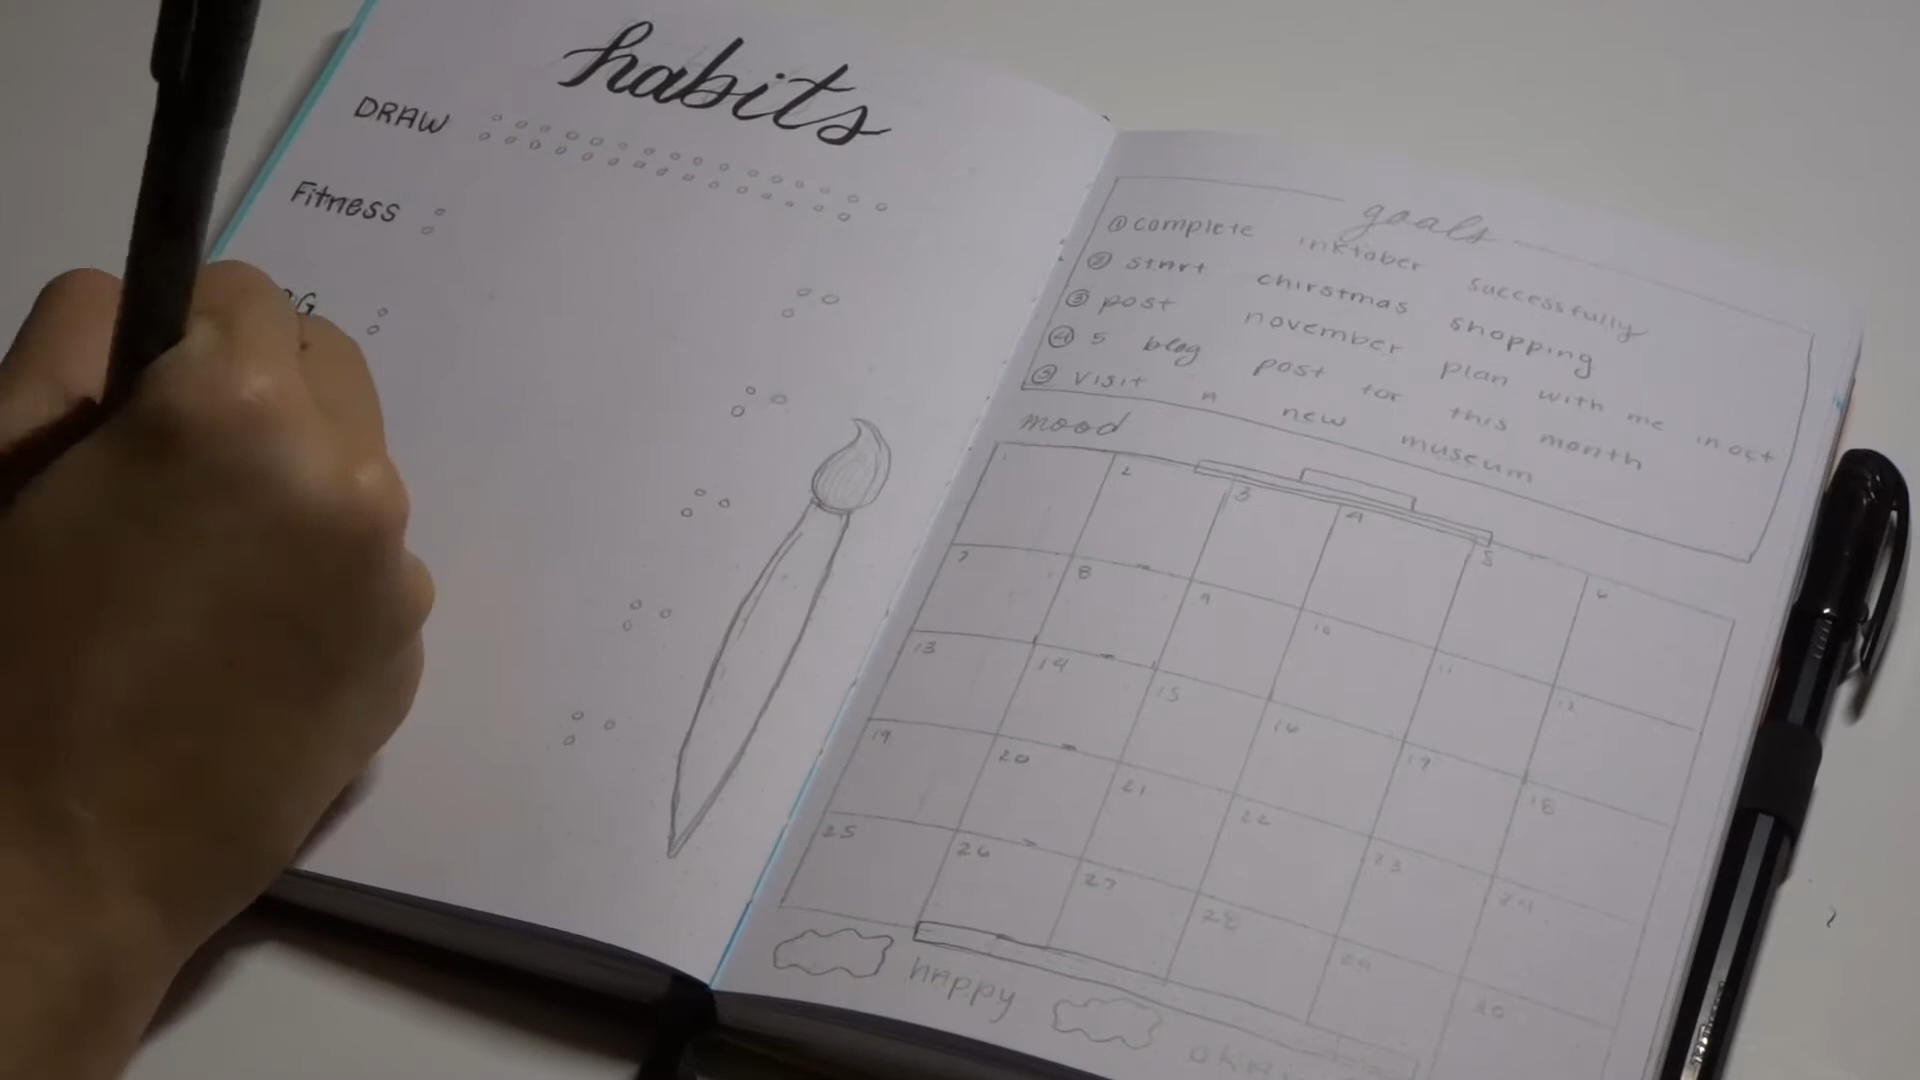 habits
DRAW
Fitness
OG
goals
① complete inktober successfully
② start chirstmas shopping
③ post november plan with me in oct
④ 5 blog post for this month
⑤ visit a new museum
mood
1 2 3 4 5 6
7 8 9 10 11 12
13 14 15 16 17 18
19 20 21 22 23 24
25 26 27 28 29 30
happy